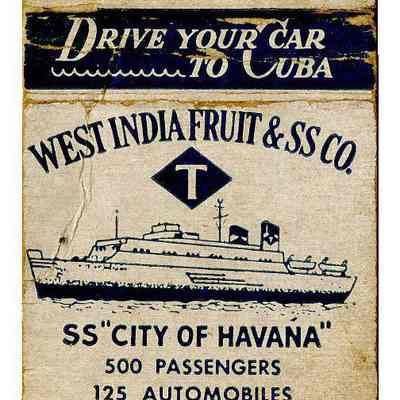 DRIVE YOUR CAR
TO CUBA
WEST INDIA FRUIT & SS CO.
T
SS "CITY OF HAVANA"
500 PASSENGERS
125 AUTOMOBILES